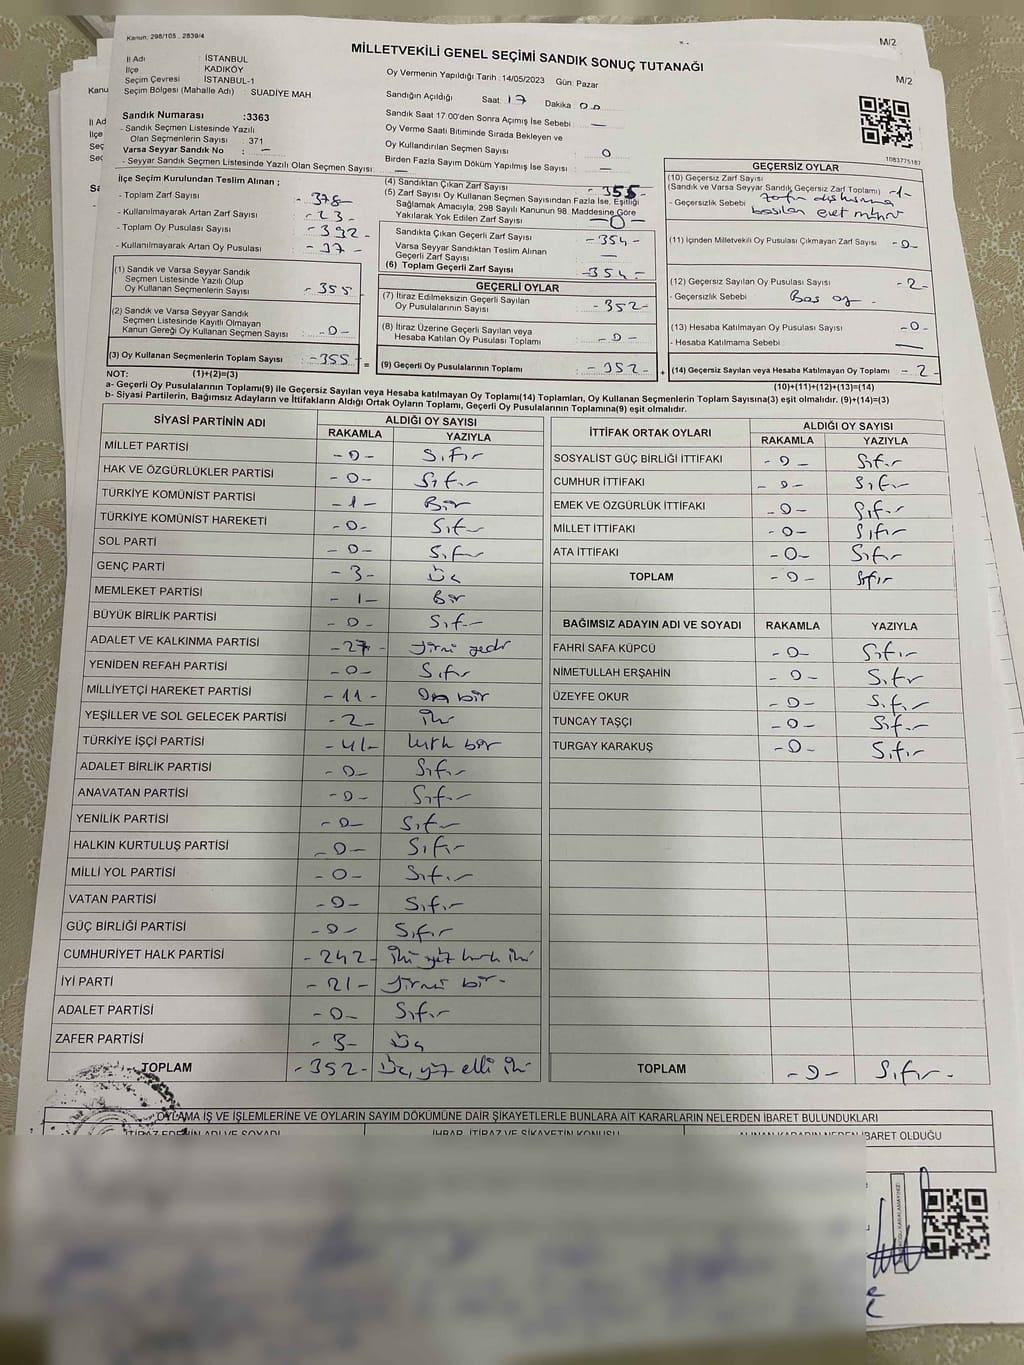 Kanun, 298/105 , 2839/4
M/2
MİLLETVEKİLİ GENEL SEÇİMİ SANDIK SONUÇ TUTANAĞI
M/2
İl Adı : İSTANBUL
İlçe : KADIKÖY
Seçim Çevresi : İSTANBUL-1
Seçim Bölgesi (Mahalle Adı) : SUADİYE MAH
Sandık Numarası :3363
- Sandık Seçmen Listesinde Yazılı
Olan Seçmenlerin Sayısı : 371
Varsa Seyyar Sandık No : —
- Seyyar Sandık Seçmen Listesinde Yazılı Olan Seçmen Sayısı : —
Oy Vermenin Yapıldığı Tarih : 14/05/2023 Gün: Pazar
Sandığın Açıldığı Saat 17 Dakika 00
Sandık Saat 17.00'den Sonra Açımış İse Sebebi : —
Oy Verme Saati Bitiminde Sırada Bekleyen ve
Oy Kullandırılan Seçmen Sayısı : 0
Birden Fazla Sayım Döküm Yapılmış İse Sayısı : —
1083775187
İlçe Seçim Kurulundan Teslim Alınan ;
- Toplam Zarf Sayısı : - 378 -
- Kullanılmayarak Artan Zarf Sayısı : - 23 -
- Toplam Oy Pusulası Sayısı : - 392 -
- Kullanılmayarak Artan Oy Pusulası : - 37 -
(1) Sandık ve Varsa Seyyar Sandık
Seçmen Listesinde Yazılı Olup
Oy Kullanan Seçmenlerin Sayısı : - 355
(2) Sandık ve Varsa Seyyar Sandık
Seçmen Listesinde Kayıtlı Olmayan
Kanun Gereği Oy Kullanan Seçmen Sayısı : - 0 -
(3) Oy Kullanan Seçmenlerin Toplam Sayısı : - 355 -
(4) Sandıktan Çıkan Zarf Sayısı : - 355 -
(5) Zarf Sayısı Oy Kullanan Seçmen Sayısından Fazla İse, Eşitliği
Sağlamak Amacıyla, 298 Sayılı Kanunun 98. Maddesine Göre
Yakılarak Yok Edilen Zarf Sayısı : - 0 -
Sandıkta Çıkan Geçerli Zarf Sayısı : - 354 -
Varsa Seyyar Sandıktan Teslim Alınan
Geçerli Zarf Sayısı : —
(6) Toplam Geçerli Zarf Sayısı : - 354 -
GEÇERLİ OYLAR
(7) İtiraz Edilmeksizin Geçerli Sayılan
Oy Pusulalarının Sayısı : - 352 -
(8) İtiraz Üzerine Geçerli Sayılan veya
Hesaba Katılan Oy Pusulası Toplamı : - 0 -
= (9) Geçerli Oy Pusulalarının Toplamı : - 352 -
GEÇERSİZ OYLAR
(10) Geçersiz Zarf Sayısı
(Sandık ve Varsa Seyyar Sandık Geçersiz Zarf Toplamı) - 1 -
- Geçersizlik Sebebi : zarfın dışkısmına
basılan evet mührü
(11) İçinden Milletvekili Oy Pusulası Çıkmayan Zarf Sayısı : - 0 -
(12) Geçersiz Sayılan Oy Pusulası Sayısı : - 2 -
- Geçersizlik Sebebi : Boş oy -
(13) Hesaba Katılmayan Oy Pusulası Sayısı : - 0 -
- Hesaba Katılmama Sebebi : —
+ (14) Geçersiz Sayılan veya Hesaba Katılmayan Oy Toplamı - 2 -
NOT: (1)+(2)=(3) (10)+(11)+(12)+(13)=(14)
a- Geçerli Oy Pusulalarının Toplamı(9) ile Geçersiz Sayılan veya Hesaba katılmayan Oy Toplamı(14) Toplamları, Oy Kullanan Seçmenlerin Toplam Sayısına(3) eşit olmalıdır. (9)+(14)=(3)
b- Siyasi Partilerin, Bağımsız Adayların ve İttifakların Aldığı Ortak Oyların Toplamı, Geçerli Oy Pusulalarının Toplamına(9) eşit olmalıdır.
SİYASİ PARTİNİN ADI ALDIĞI OY SAYISI
RAKAMLA YAZIYLA
MİLLET PARTİSİ - 0 - Sıfır
HAK VE ÖZGÜRLÜKLER PARTİSİ - 0 - Sıfır
TÜRKİYE KOMÜNİST PARTİSİ - 1 - Bir
TÜRKİYE KOMÜNİST HAREKETİ - 0 - Sıfır
SOL PARTİ - 0 - Sıfır
GENÇ PARTİ - 3 - Üç
MEMLEKET PARTİSİ - 1 - Bir
BÜYÜK BİRLİK PARTİSİ - 0 - Sıfır
ADALET VE KALKINMA PARTİSİ - 27 - yirmi yedi
YENİDEN REFAH PARTİSİ - 0 - Sıfır
MİLLİYETÇİ HAREKET PARTİSİ - 11 - On bir
YEŞİLLER VE SOL GELECEK PARTİSİ - 2 - İki
TÜRKİYE İŞÇİ PARTİSİ - 41 - kırk bir
ADALET BİRLİK PARTİSİ - 0 - Sıfır
ANAVATAN PARTİSİ - 0 - Sıfır
YENİLİK PARTİSİ - 0 - Sıfır
HALKIN KURTULUŞ PARTİSİ - 0 - Sıfır
MİLLİ YOL PARTİSİ - 0 - Sıfır
VATAN PARTİSİ - 0 - Sıfır
GÜÇ BİRLİĞİ PARTİSİ - 0 - Sıfır
CUMHURİYET HALK PARTİSİ - 242 - İki yüz kırk iki
İYİ PARTİ - 21 - yirmi bir -
ADALET PARTİSİ - 0 - Sıfır
ZAFER PARTİSİ - 3 - Üç
TOPLAM - 352 - Üç yüz elli iki
İTTİFAK ORTAK OYLARI ALDIĞI OY SAYISI
RAKAMLA YAZIYLA
SOSYALİST GÜÇ BİRLİĞİ İTTİFAKI - 0 - Sıfır
CUMHUR İTTİFAKI - 0 - Sıfır
EMEK VE ÖZGÜRLÜK İTTİFAKI - 0 - Sıfır
MİLLET İTTİFAKI - 0 - Sıfır
ATA İTTİFAKI - 0 - Sıfır
TOPLAM - 0 - Sıfır
BAĞIMSIZ ADAYIN ADI VE SOYADI RAKAMLA YAZIYLA
FAHRİ SAFA KÜPCÜ - 0 - Sıfır
NİMETULLAH ERŞAHİN - 0 - Sıfır
ÜZEYFE OKUR - 0 - Sıfır
TUNCAY TAŞÇI - 0 - Sıfır
TURGAY KARAKUŞ - 0 - Sıfır
TOPLAM - 0 - Sıfır -
OYLAMA İŞ VE İŞLEMLERİNE VE OYLARIN SAYIM DÖKÜMÜNE DAİR ŞİKAYETLERLE BUNLARA AİT KARARLARIN NELERDEN İBARET BULUNDUKLARI
İTİRAZ EDENİN ADI VE SOYADI İHBAR, İTİRAZ VE ŞİKAYETİN KONUSU ALINAN KARARIN NEDEN İBARET OLDUĞU